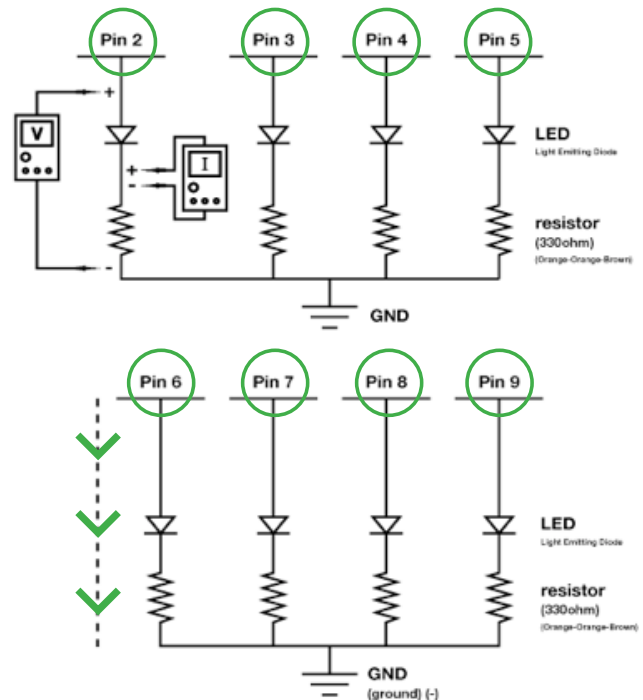 Pin 2 Pin 3 Pin 4 Pin 5
+
V
LED
Light Emitting Diode
+
I
-
resistor
(330ohm)
(Orange-Orange-Brown)
-
GND
Pin 6 Pin 7 Pin 8 Pin 9
LED
Light Emitting Diode
resistor
(330ohm)
(Orange-Orange-Brown)
GND
(ground) (-)